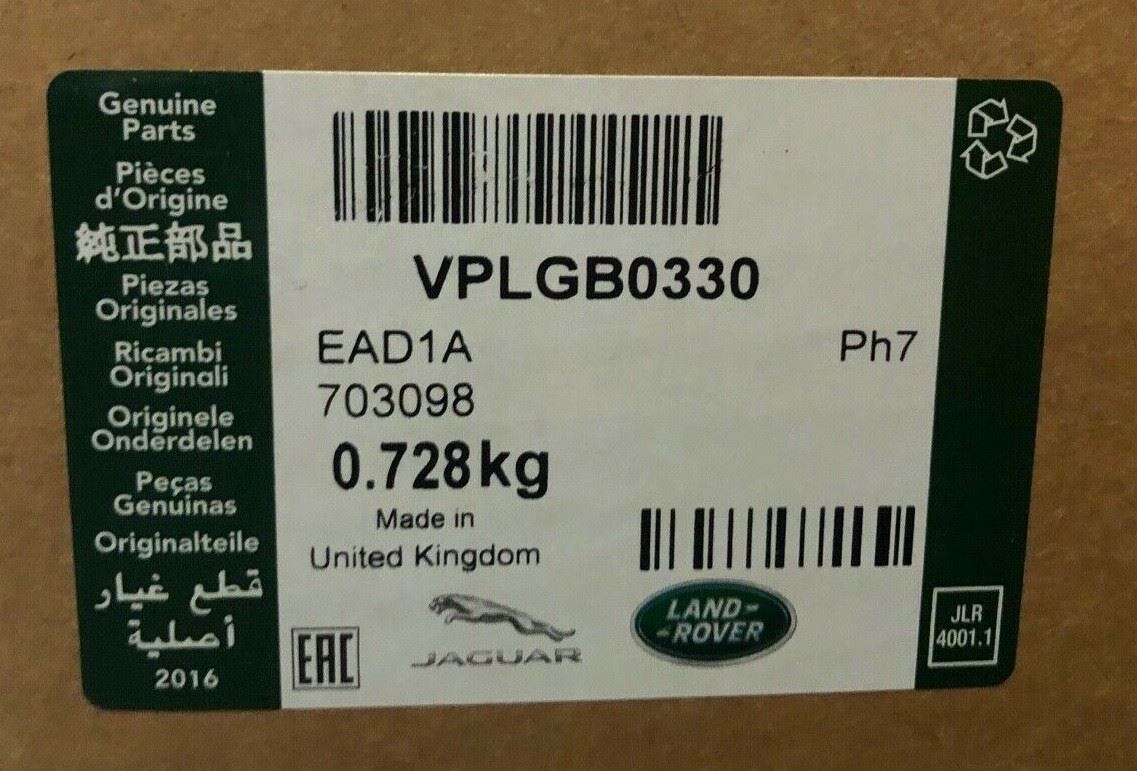 Genuine
Parts
Pièces
d'Origine
純正部品
Piezas
Originales
Ricambi
Originali
Originele
Onderdelen
Peças
Genuinas
Originalteile
قطع غيار
أصلية
2016
VPLGB0330
EAD1A
Ph7
703098
0.728kg
Made in
United Kingdom
EAC
JAGUAR
LAND-
-ROVER
JLR
4001.1